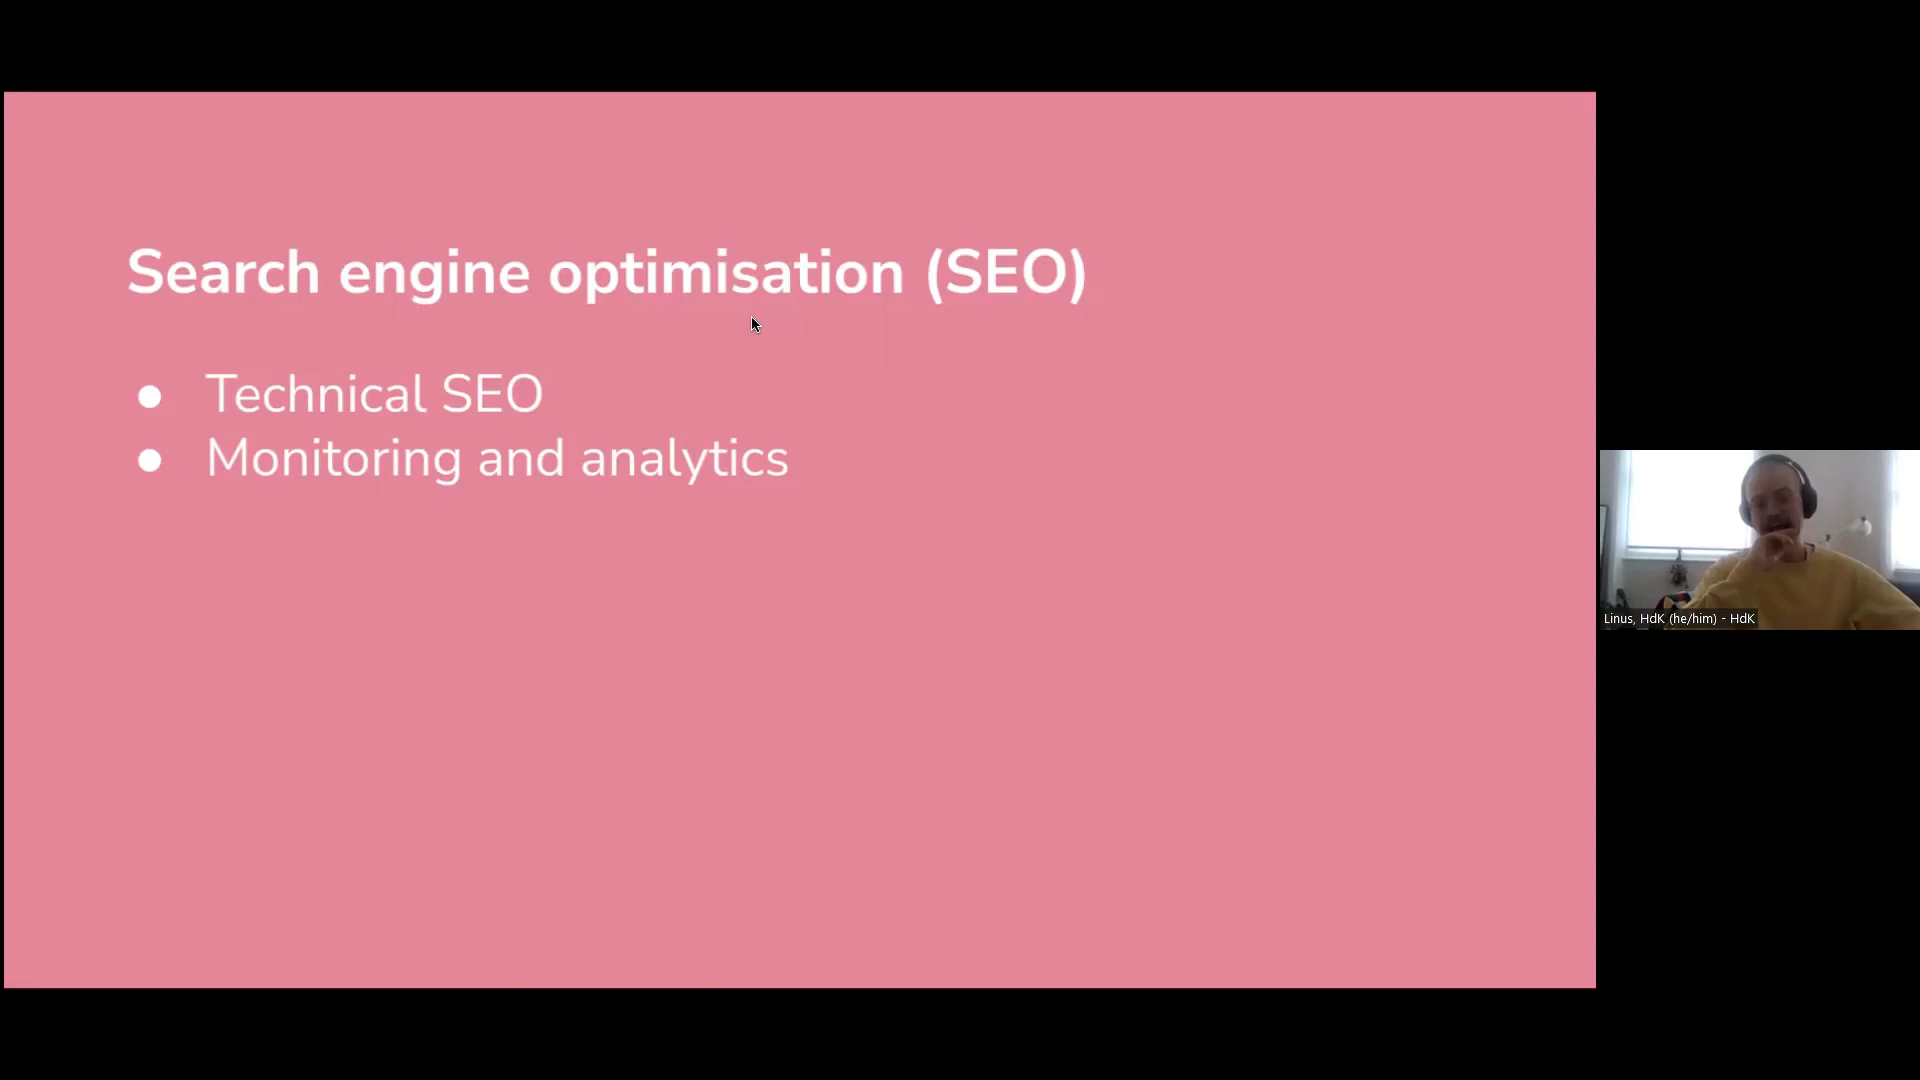 Search engine optimisation (SEO)
● Technical SEO
● Monitoring and analytics
Linus, HdK (he/him) - HdK